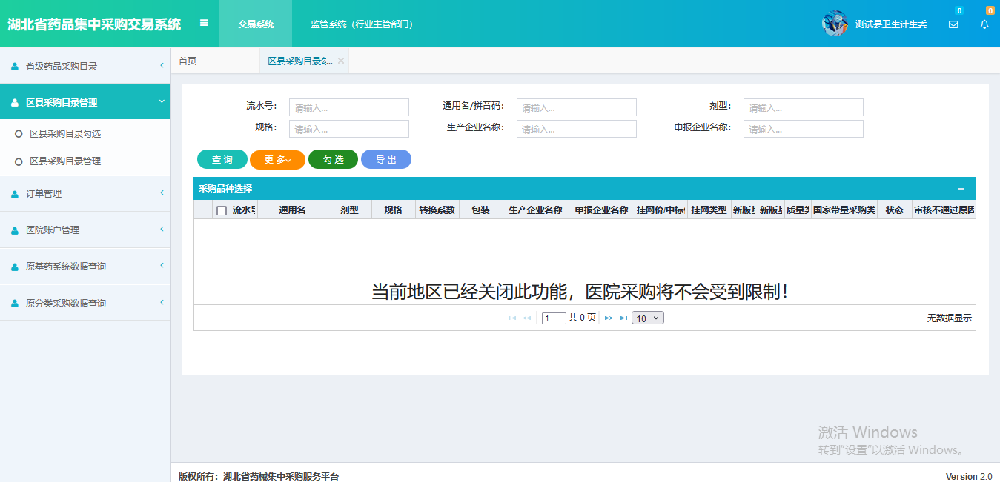 湖北省药品集中采购交易系统 交易系统 监管系统（行业主管部门） 测试县卫生计生委 0 0
省级药品采购目录
区县采购目录管理
区县采购目录勾选
区县采购目录管理
订单管理
医院账户管理
原基药系统数据查询
原分类采购数据查询
首页 区县采购目录勾... ×
流水号: 请输入... 通用名/拼音码: 请输入... 剂型: 请输入...
规格: 请输入... 生产企业名称: 请输入... 申报企业名称: 请输入...
查 询 更 多 勾 选 导 出
采购品种选择
流水号 通用名 剂型 规格 转换系数 包装 生产企业名称 申报企业名称 挂网价/中标 挂网类型 新版基 新版基 质量类 国家带量采购类 状态 审核不通过原因
当前地区已经关闭此功能，医院采购将不会受到限制！
1 共 0 页 10 无数据显示
激活 Windows
转到"设置"以激活 Windows。
版权所有：湖北省药械集中采购服务平台 Version 2.0